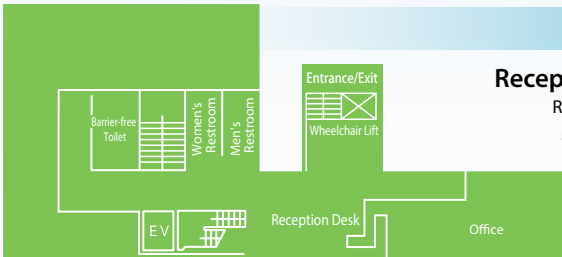 Entrance/Exit
Wheelchair Lift
Barrier-free
Toilet
Women's
Restroom
Men's
Restroom
EV
Reception Desk
Office
Recep
R